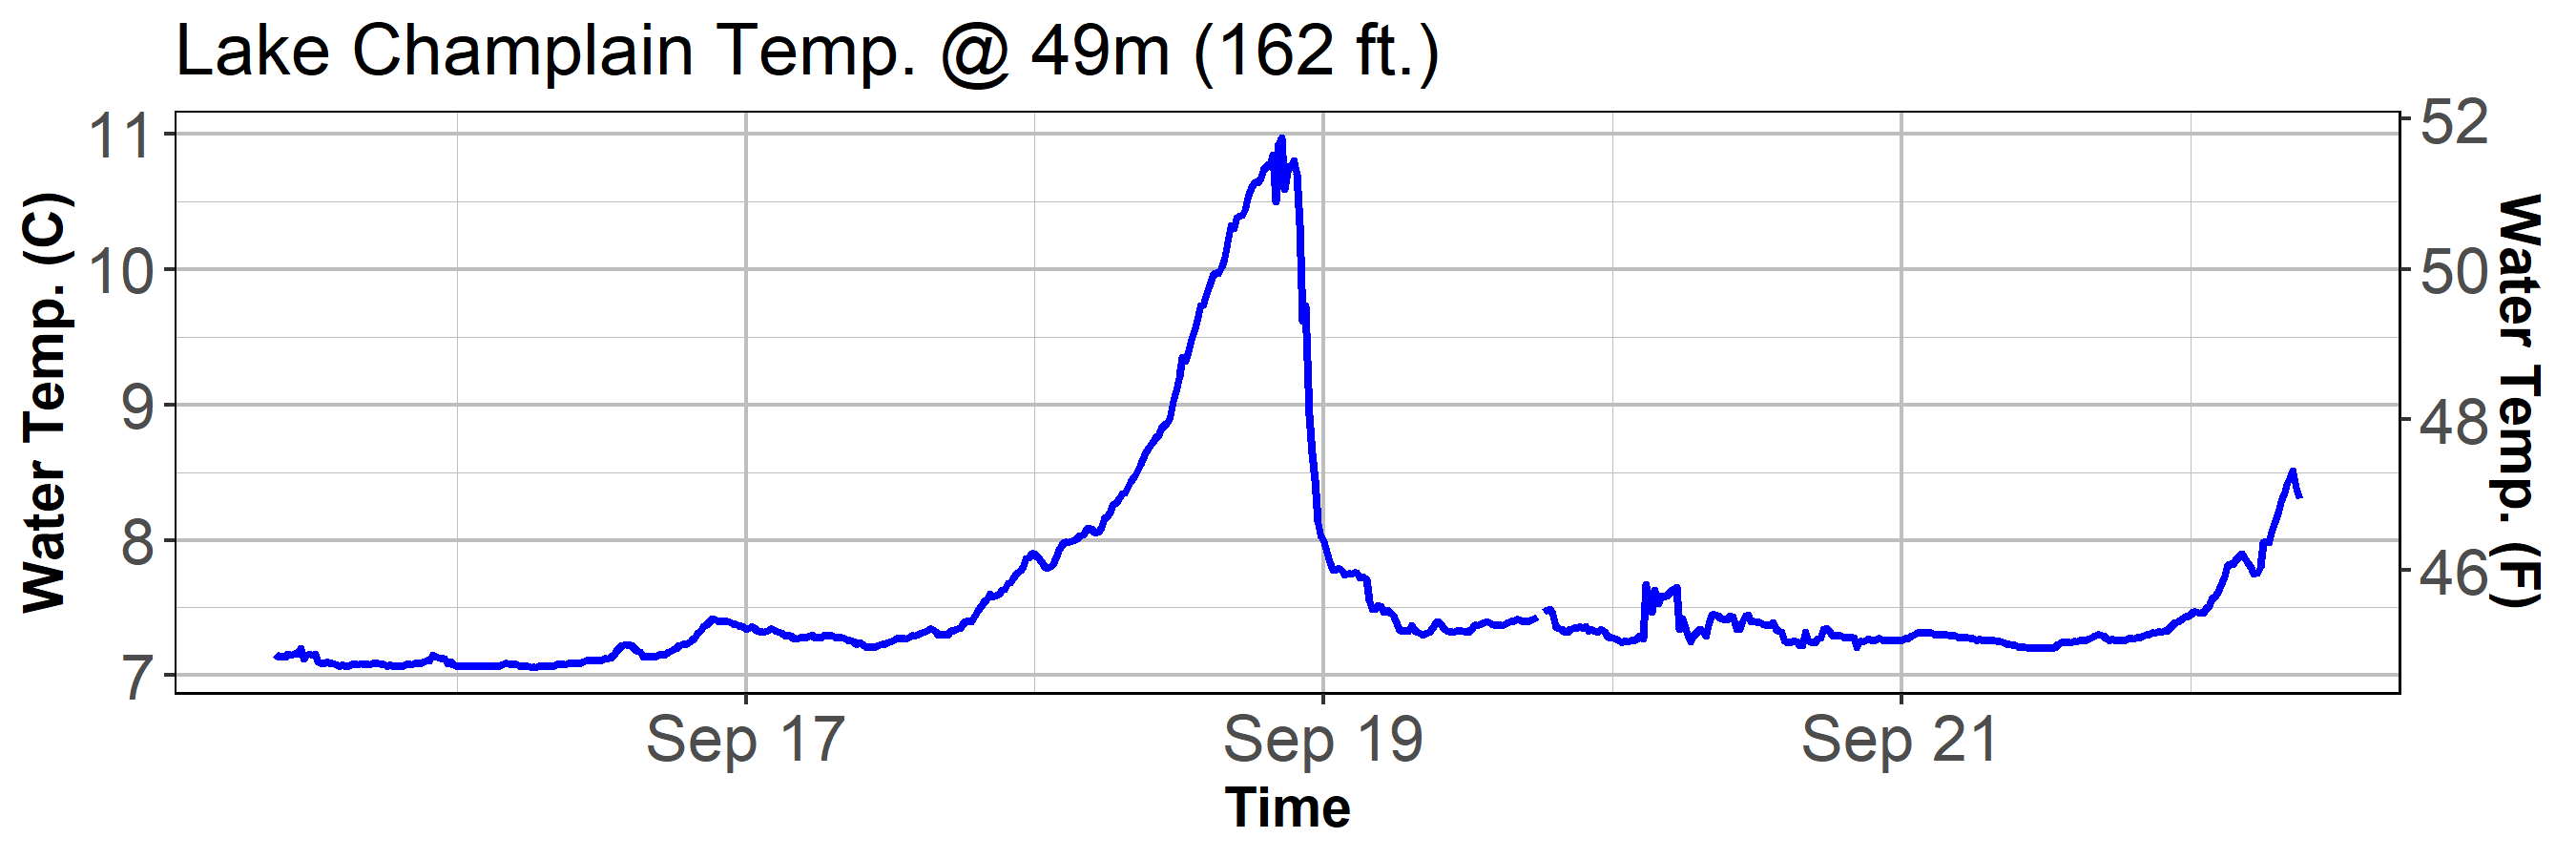 Lake Champlain Temp. @ 49m (162 ft.)
11
10
9
8
7
Water Temp. (C)
52
50
48
46
Water Temp. (F)
Sep 17
Sep 19
Sep 21
Time